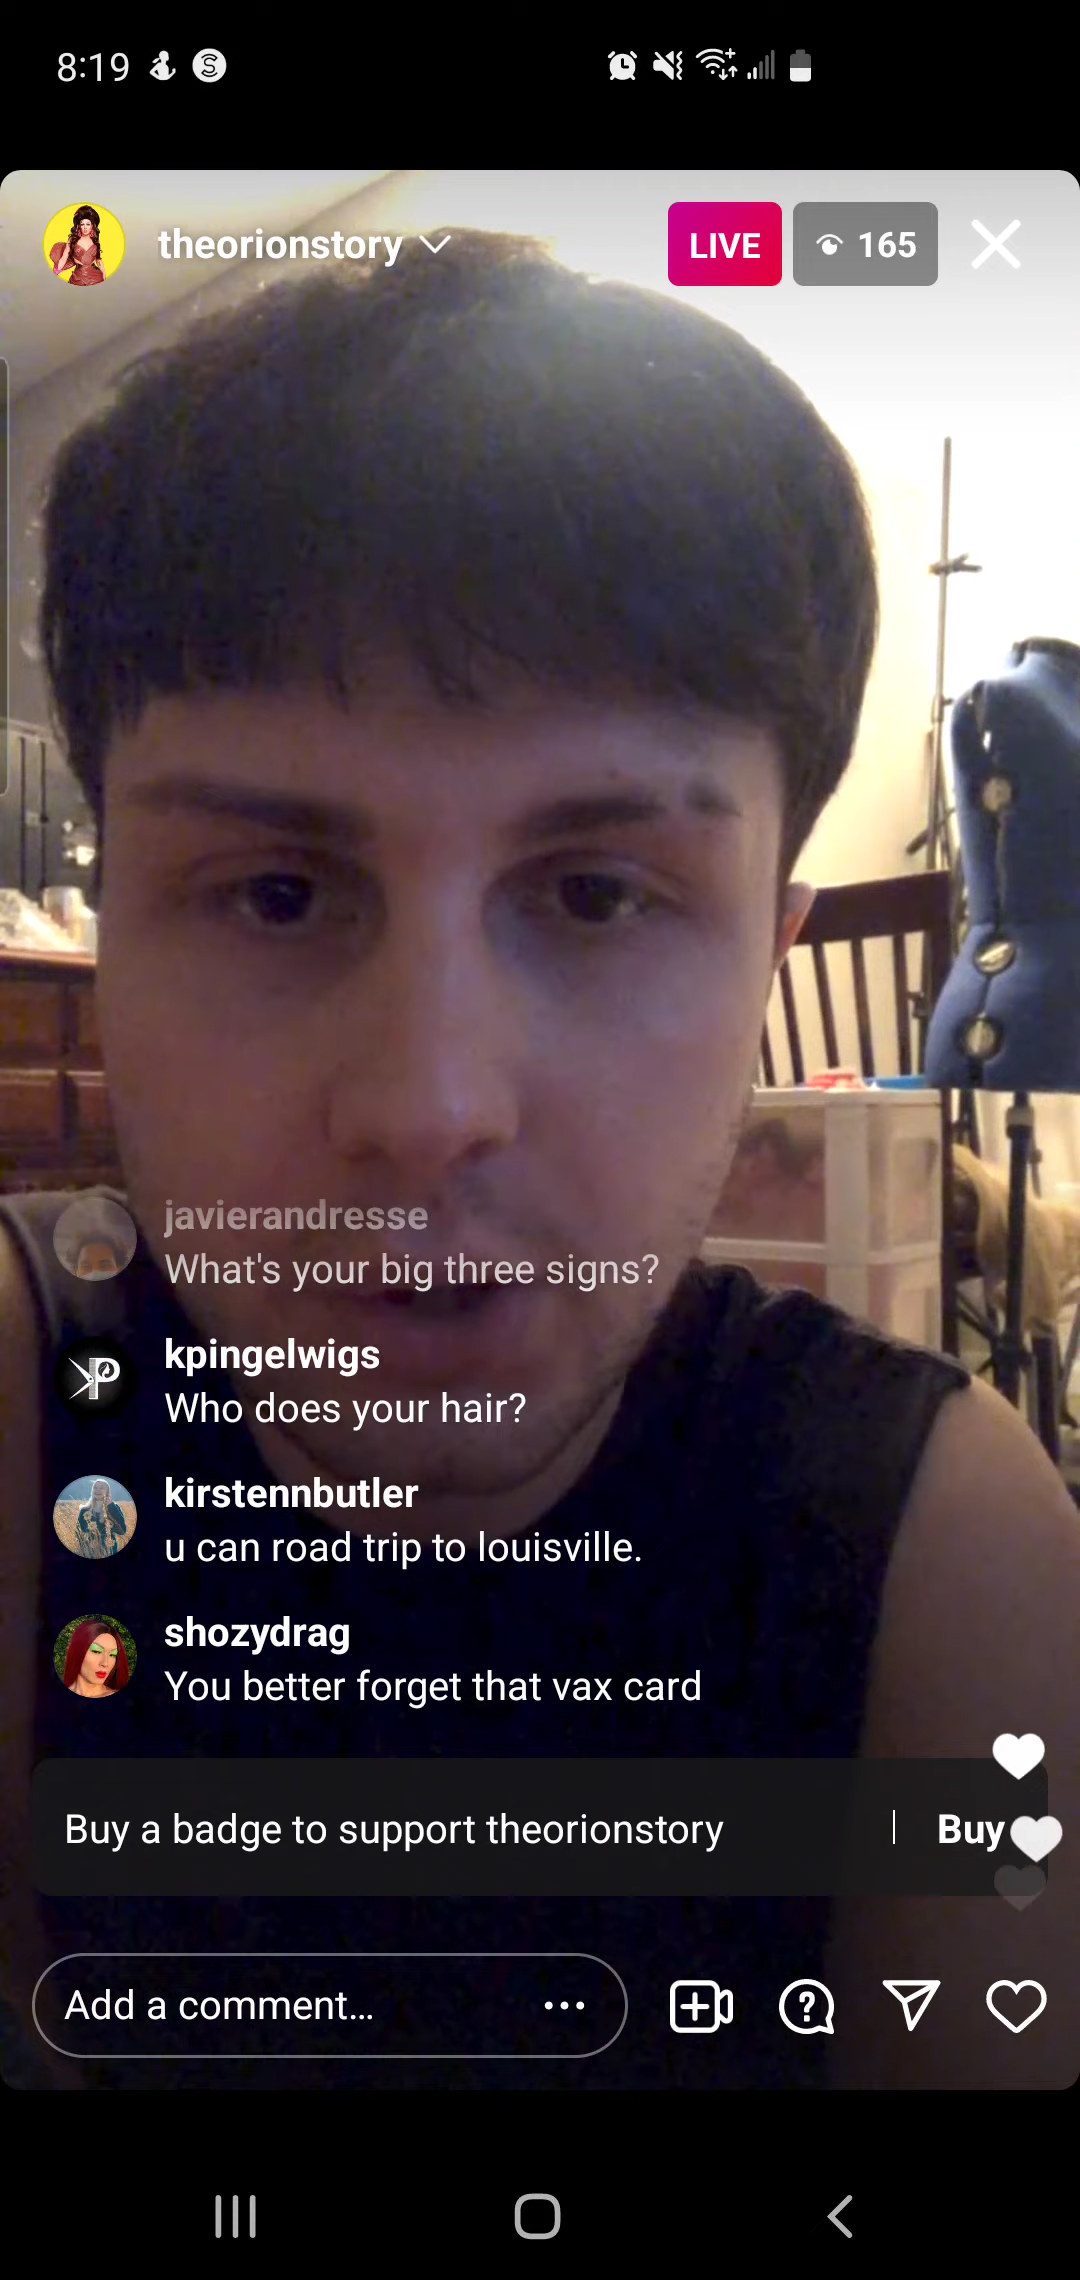 8:19
theorionstory
LIVE
165
javierandresse
What's your big three signs?
kpingelwigs
Who does your hair?
kirstennbutler
u can road trip to louisville.
shozydrag
You better forget that vax card
Buy a badge to support theorionstory
Buy
Add a comment...